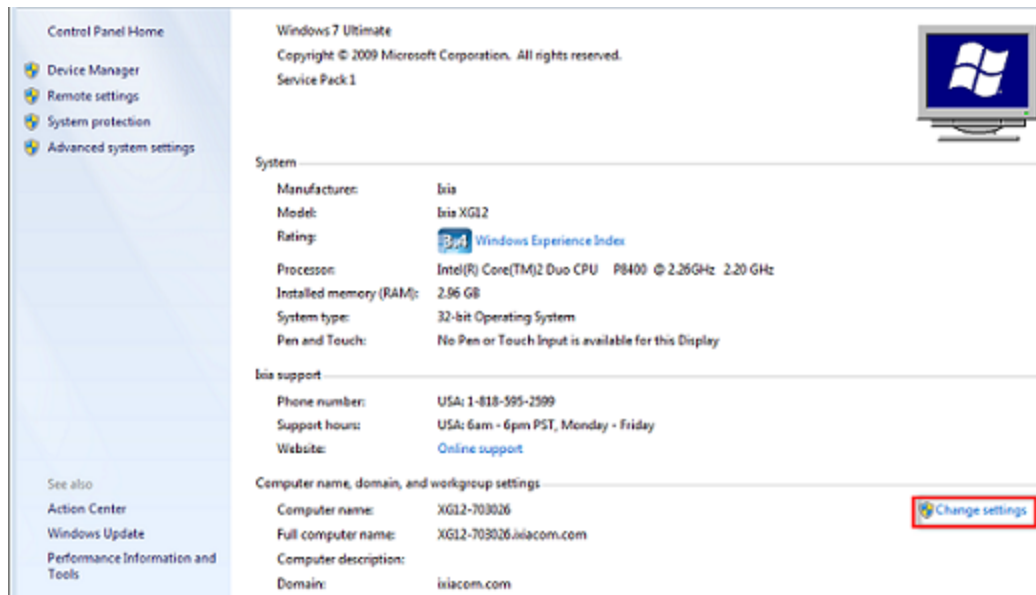 Control Panel Home
Device Manager
Remote settings
System protection
Advanced system settings
See also
Action Center
Windows Update
Performance Information and
Tools
Windows 7 Ultimate
Copyright © 2009 Microsoft Corporation. All rights reserved.
Service Pack 1
System
Manufacturer: Ixia
Model: Ixia XG12
Rating: 3.4 Windows Experience Index
Processor: Intel(R) Core(TM)2 Duo CPU P8400 @ 2.26GHz 2.20 GHz
Installed memory (RAM): 2.96 GB
System type: 32-bit Operating System
Pen and Touch: No Pen or Touch Input is available for this Display
Ixia support
Phone number: USA: 1-818-595-2599
Support hours: USA: 6am - 6pm PST, Monday - Friday
Website: Online support
Computer name, domain, and workgroup settings
Computer name: XG12-703026 Change settings
Full computer name: XG12-703026.ixiacom.com
Computer description:
Domain: ixiacom.com